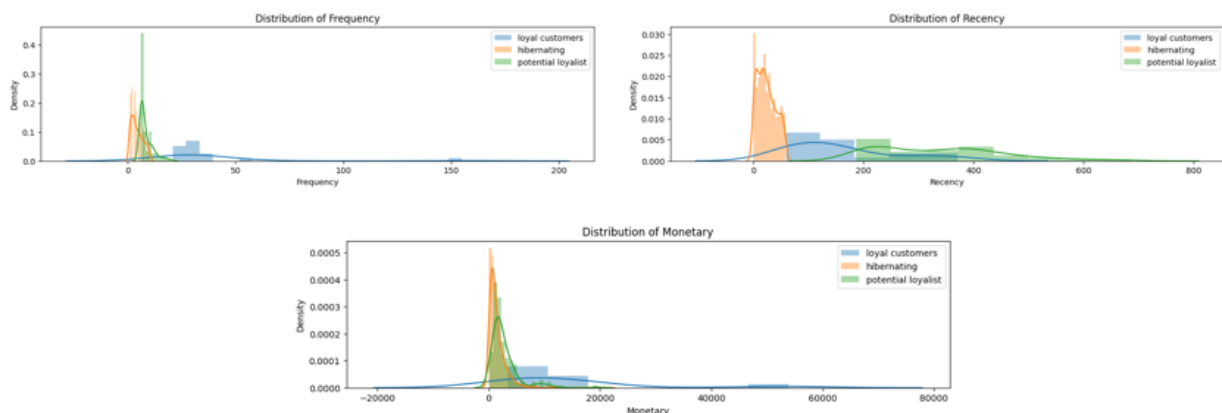 Distribution of Frequency
Density
0.4
0.3
0.2
0.1
0.0
loyal customers
hibernating
potential loyalist
0
50
100
150
200
Frequency
Distribution of Recency
Density
0.030
0.025
0.020
0.015
0.010
0.005
0.000
loyal customers
hibernating
potential loyalist
0
200
400
600
800
Recency
Distribution of Monetary
Density
0.0005
0.0004
0.0003
0.0002
0.0001
0.0000
loyal customers
hibernating
potential loyalist
−20000
0
20000
40000
60000
80000
Monetary